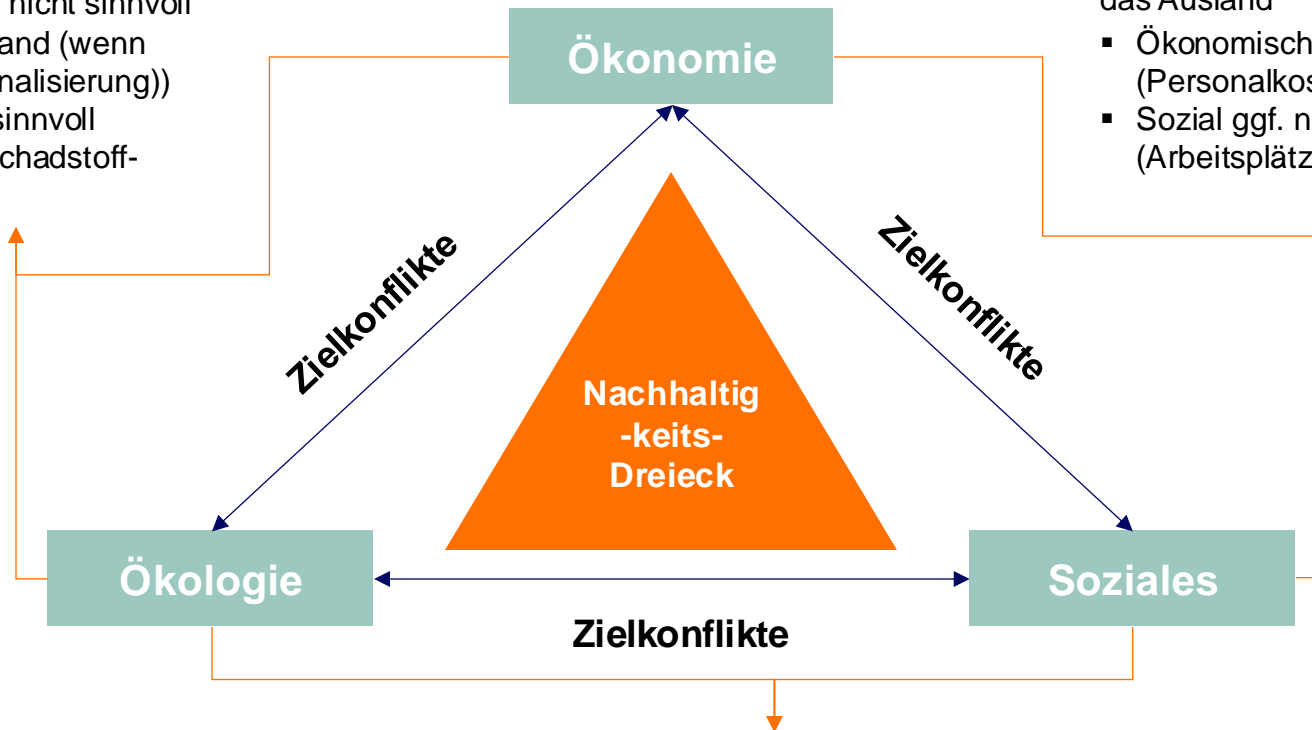 nicht sinnvoll
and (wenn
nalisierung))
sinnvoll
chadstoff-
das Ausland
▪ Ökonomisch
(Personalkos
▪ Sozial ggf. n
(Arbeitsplätz
Ökonomie
Zielkonflikte
Zielkonflikte
Nachhaltig
-keits-
Dreieck
Ökologie
Soziales
Zielkonflikte